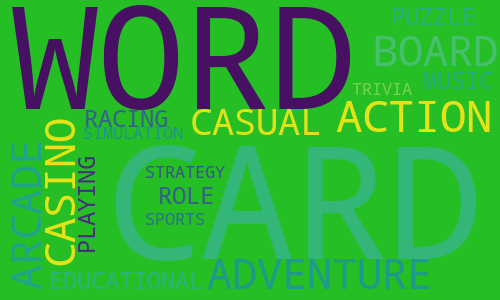 WORD
PUZZLE
BOARD
MUSIC
TRIVIA
RACING
SIMULATION
CASUAL
ACTION
ARCADE
CASINO
PLAYING
CARD
STRATEGY
ROLE
SPORTS
EDUCATIONAL
ADVENTURE